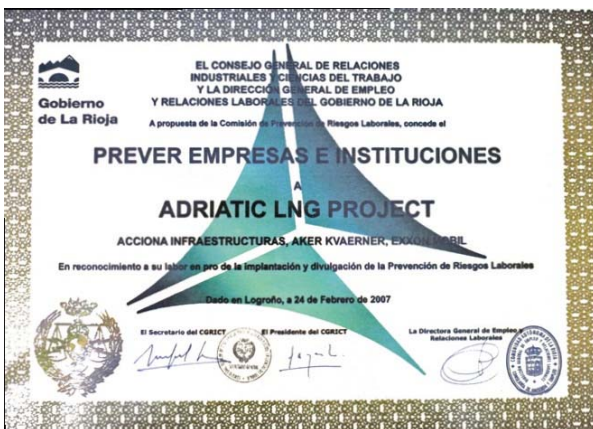 Gobierno
de La Rioja
EL CONSEJO GENERAL DE RELACIONES
INDUSTRIALES Y CIENCIAS DEL TRABAJO
Y LA DIRECCIÓN GENERAL DE EMPLEO
Y RELACIONES LABORALES DEL GOBIERNO DE LA RIOJA
A propuesta de la Comisión de Prevención de Riesgos Laborales, concede el
PREVER EMPRESAS E INSTITUCIONES
A
ADRIATIC LNG PROJECT
ACCIONA INFRAESTRUCTURAS, AKER KVAERNER, EXXON MOBIL
En reconocimiento a su labor en pro de la implantación y divulgación de la Prevención de Riesgos Laborales
Dado en Logroño, a 24 de Febrero de 2007
El Secretario del CGRICT
El Presidente del CGRICT
La Directora General de Empleo y
Relaciones Laborales